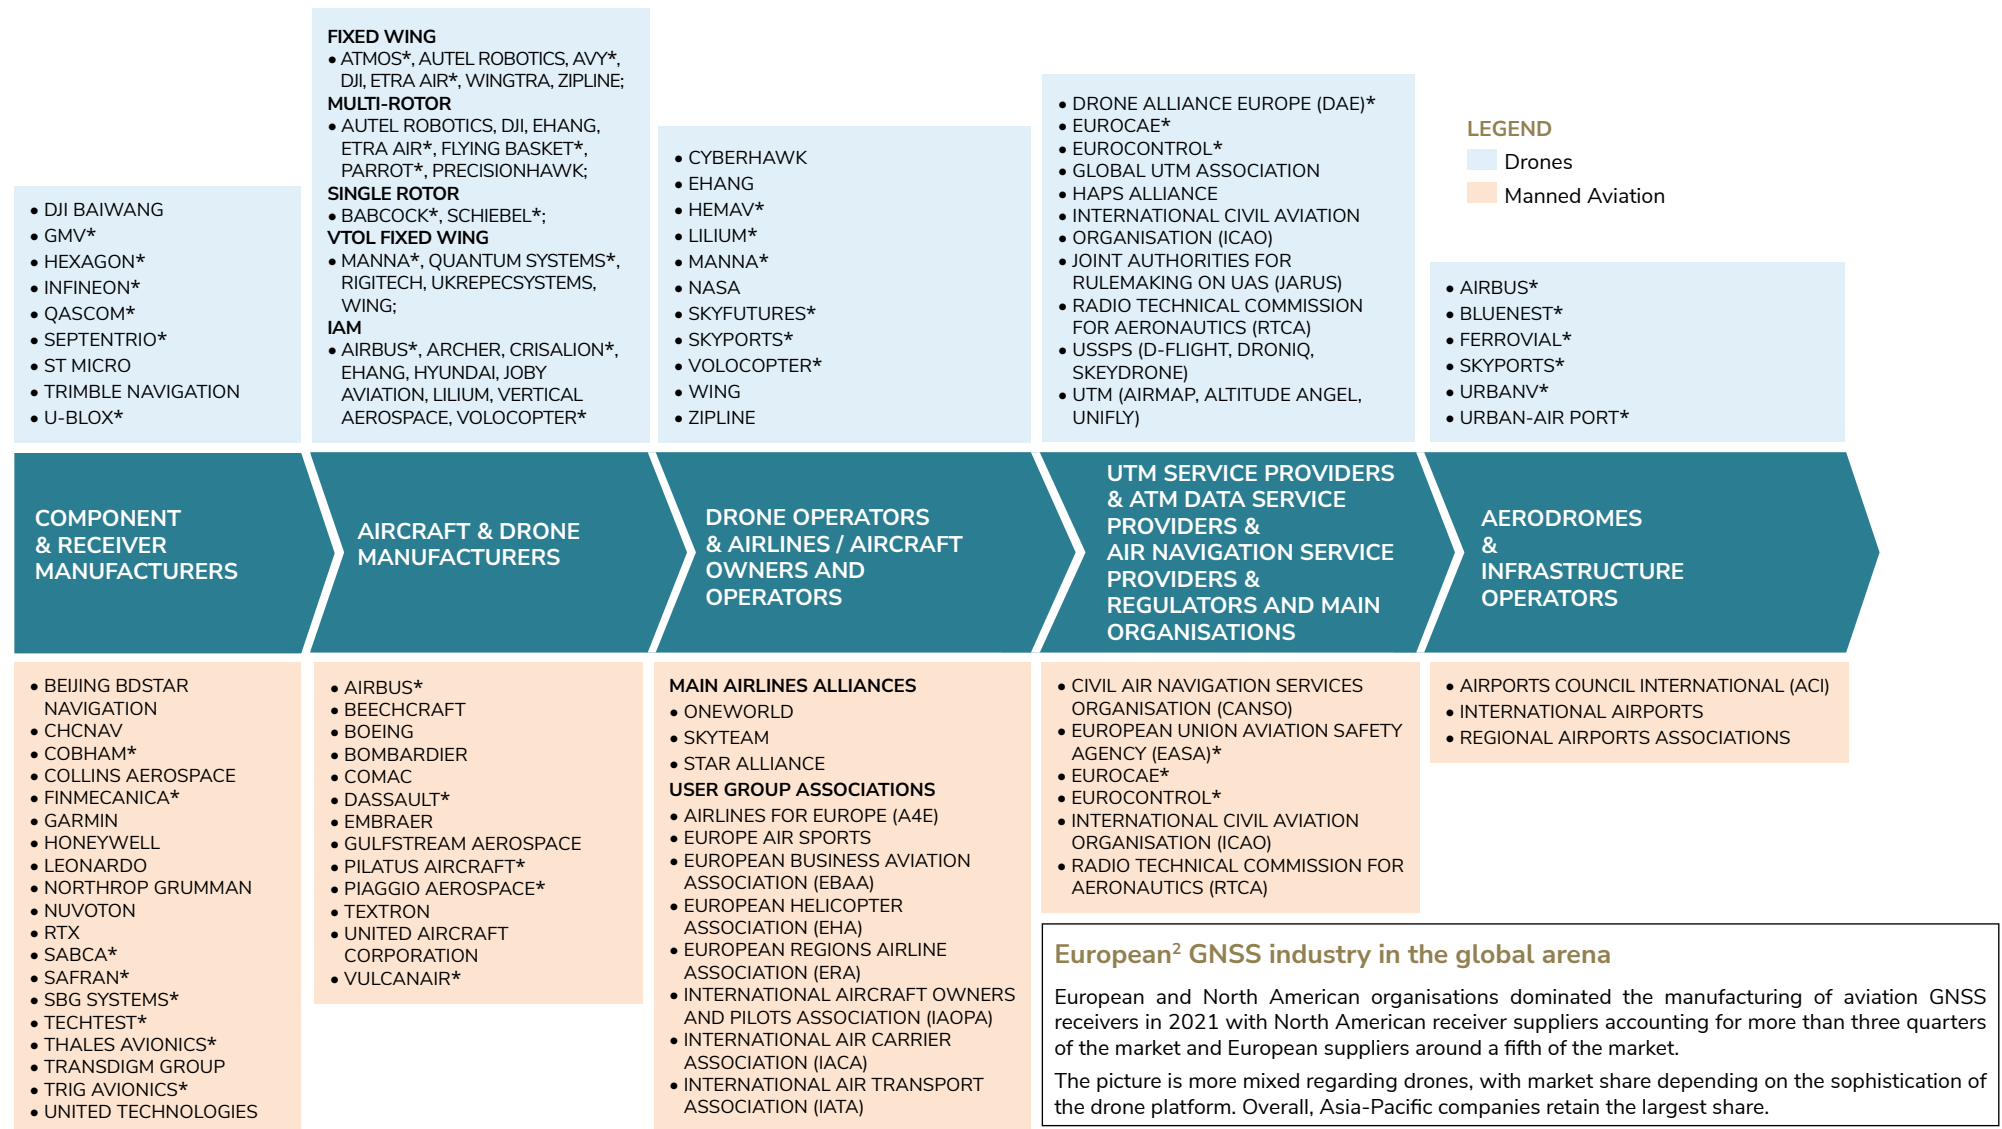 FIXED WING
• ATMOS*, AUTEL ROBOTICS, AVY*,
DJI, ETRA AIR*, WINGTRA, ZIPLINE;
MULTI-ROTOR
• AUTEL ROBOTICS, DJI, EHANG,
ETRA AIR*, FLYING BASKET*,
PARROT*, PRECISIONHAWK;
SINGLE ROTOR
• BABCOCK*, SCHIEBEL*;
VTOL FIXED WING
• MANNA*, QUANTUM SYSTEMS*,
RIGITECH, UKREPECSYSTEMS,
WING;
IAM
• AIRBUS*, ARCHER, CRISALION*,
EHANG, HYUNDAI, JOBY
AVIATION, LILIUM, VERTICAL
AEROSPACE, VOLOCOPTER*
• DJI BAIWANG
• GMV*
• HEXAGON*
• INFINEON*
• QASCOM*
• SEPTENTRIO*
• ST MICRO
• TRIMBLE NAVIGATION
• U-BLOX*
• CYBERHAWK
• EHANG
• HEMAV*
• LILIUM*
• MANNA*
• NASA
• SKYFUTURES*
• SKYPORTS*
• VOLOCOPTER*
• WING
• ZIPLINE
• DRONE ALLIANCE EUROPE (DAE)*
• EUROCAE*
• EUROCONTROL*
• GLOBAL UTM ASSOCIATION
• HAPS ALLIANCE
• INTERNATIONAL CIVIL AVIATION
• ORGANISATION (ICAO)
• JOINT AUTHORITIES FOR
RULEMAKING ON UAS (JARUS)
• RADIO TECHNICAL COMMISSION
FOR AERONAUTICS (RTCA)
• USSPS (D-FLIGHT, DRONIQ,
SKEYDRONE)
• UTM (AIRMAP, ALTITUDE ANGEL,
UNIFLY)
LEGEND
Drones
Manned Aviation
• AIRBUS*
• BLUENEST*
• FERROVIAL*
• SKYPORTS*
• URBANV*
• URBAN-AIR PORT*
COMPONENT
& RECEIVER
MANUFACTURERS
AIRCRAFT & DRONE
MANUFACTURERS
DRONE OPERATORS
& AIRLINES / AIRCRAFT
OWNERS AND
OPERATORS
UTM SERVICE PROVIDERS
& ATM DATA SERVICE
PROVIDERS &
AIR NAVIGATION SERVICE
PROVIDERS &
REGULATORS AND MAIN
ORGANISATIONS
AERODROMES
&
INFRASTRUCTURE
OPERATORS
• BEIJING BDSTAR
NAVIGATION
• CHCNAV
• COBHAM*
• COLLINS AEROSPACE
• FINMECANICA*
• GARMIN
• HONEYWELL
• LEONARDO
• NORTHROP GRUMMAN
• NUVOTON
• RTX
• SABCA*
• SAFRAN*
• SBG SYSTEMS*
• TECHTEST*
• THALES AVIONICS*
• TRANSDIGM GROUP
• TRIG AVIONICS*
• UNITED TECHNOLOGIES
• AIRBUS*
• BEECHCRAFT
• BOEING
• BOMBARDIER
• COMAC
• DASSAULT*
• EMBRAER
• GULFSTREAM AEROSPACE
• PILATUS AIRCRAFT*
• PIAGGIO AEROSPACE*
• TEXTRON
• UNITED AIRCRAFT
CORPORATION
• VULCANAIR*
MAIN AIRLINES ALLIANCES
• ONEWORLD
• SKYTEAM
• STAR ALLIANCE
USER GROUP ASSOCIATIONS
• AIRLINES FOR EUROPE (A4E)
• EUROPE AIR SPORTS
• EUROPEAN BUSINESS AVIATION
ASSOCIATION (EBAA)
• EUROPEAN HELICOPTER
ASSOCIATION (EHA)
• EUROPEAN REGIONS AIRLINE
ASSOCIATION (ERA)
• INTERNATIONAL AIRCRAFT OWNERS
AND PILOTS ASSOCIATION (IAOPA)
• INTERNATIONAL AIR CARRIER
ASSOCIATION (IACA)
• INTERNATIONAL AIR TRANSPORT
ASSOCIATION (IATA)
• CIVIL AIR NAVIGATION SERVICES
ORGANISATION (CANSO)
• EUROPEAN UNION AVIATION SAFETY
AGENCY (EASA)*
• EUROCAE*
• EUROCONTROL*
• INTERNATIONAL CIVIL AVIATION
ORGANISATION (ICAO)
• RADIO TECHNICAL COMMISSION FOR
AERONAUTICS (RTCA)
• AIRPORTS COUNCIL INTERNATIONAL (ACI)
• INTERNATIONAL AIRPORTS
• REGIONAL AIRPORTS ASSOCIATIONS
European² GNSS industry in the global arena
European and North American organisations dominated the manufacturing of aviation GNSS
receivers in 2021 with North American receiver suppliers accounting for more than three quarters
of the market and European suppliers around a fifth of the market.
The picture is more mixed regarding drones, with market share depending on the sophistication of
the drone platform. Overall, Asia-Pacific companies retain the largest share.